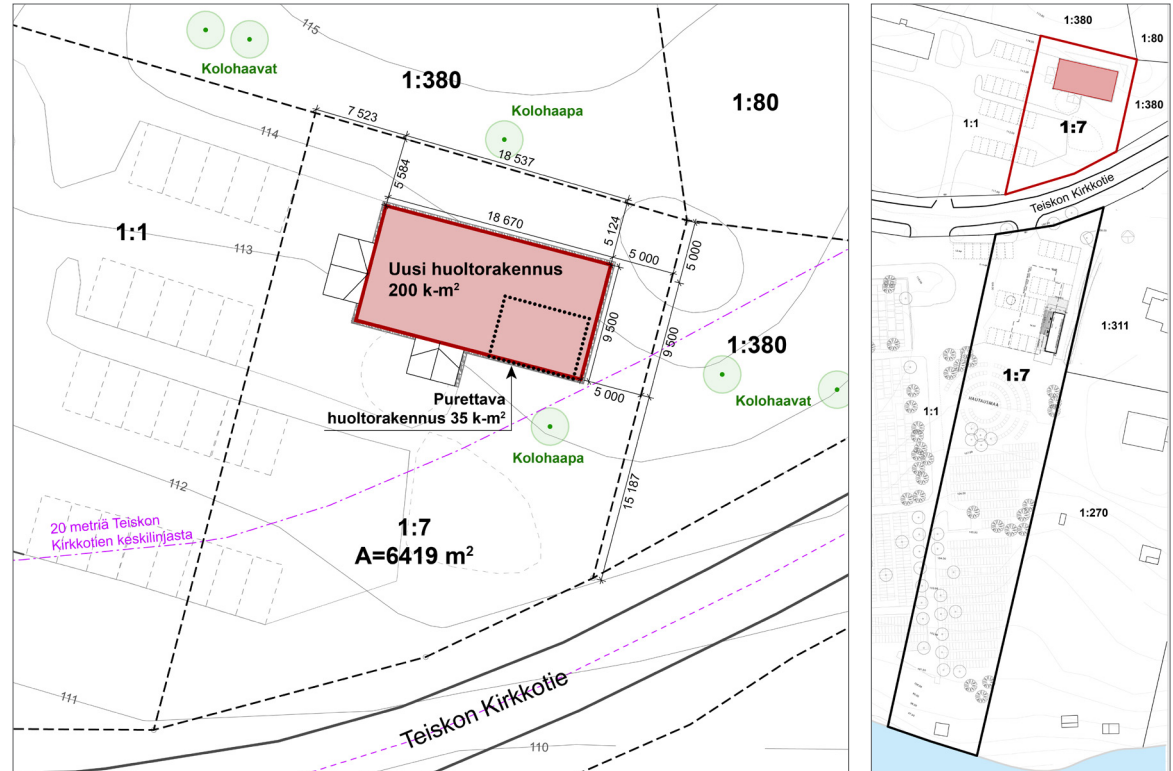 115
Kolohaavat
1:380
1:80
7 523
Kolohaapa
114
18 537
5 584
1:1
18 670
5 124
113
5 000
5 000
Uusi huoltorakennus
200 k-m²
9 500
9 500
1:380
5 000
Kolohaavat
Purettava
huoltorakennus 35 k-m²
Kolohaapa
112
15 187
20 metriä Teiskon
Kirkkotien keskilinjasta
1:7
A=6419 m²
111
Teiskon Kirkkotie
110
1:380
1:80
1:380
1:1
1:7
Teiskon Kirkkotie
1:311
1:7
HAUTAUSMAA
1:1
1:270